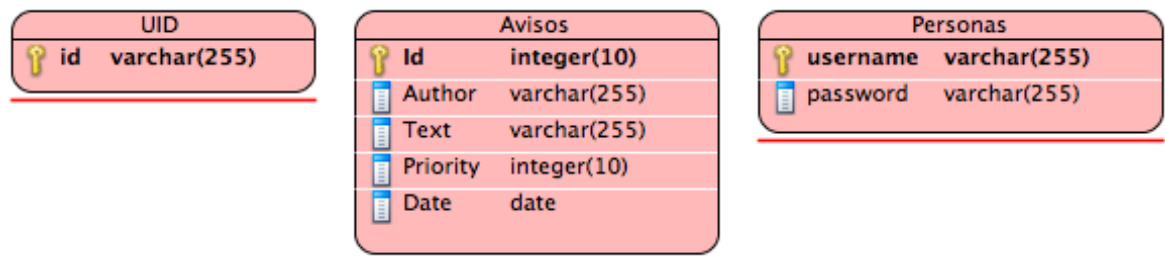 UID
id varchar(255)
Avisos
Id integer(10)
Author varchar(255)
Text varchar(255)
Priority integer(10)
Date date
Personas
username varchar(255)
password varchar(255)